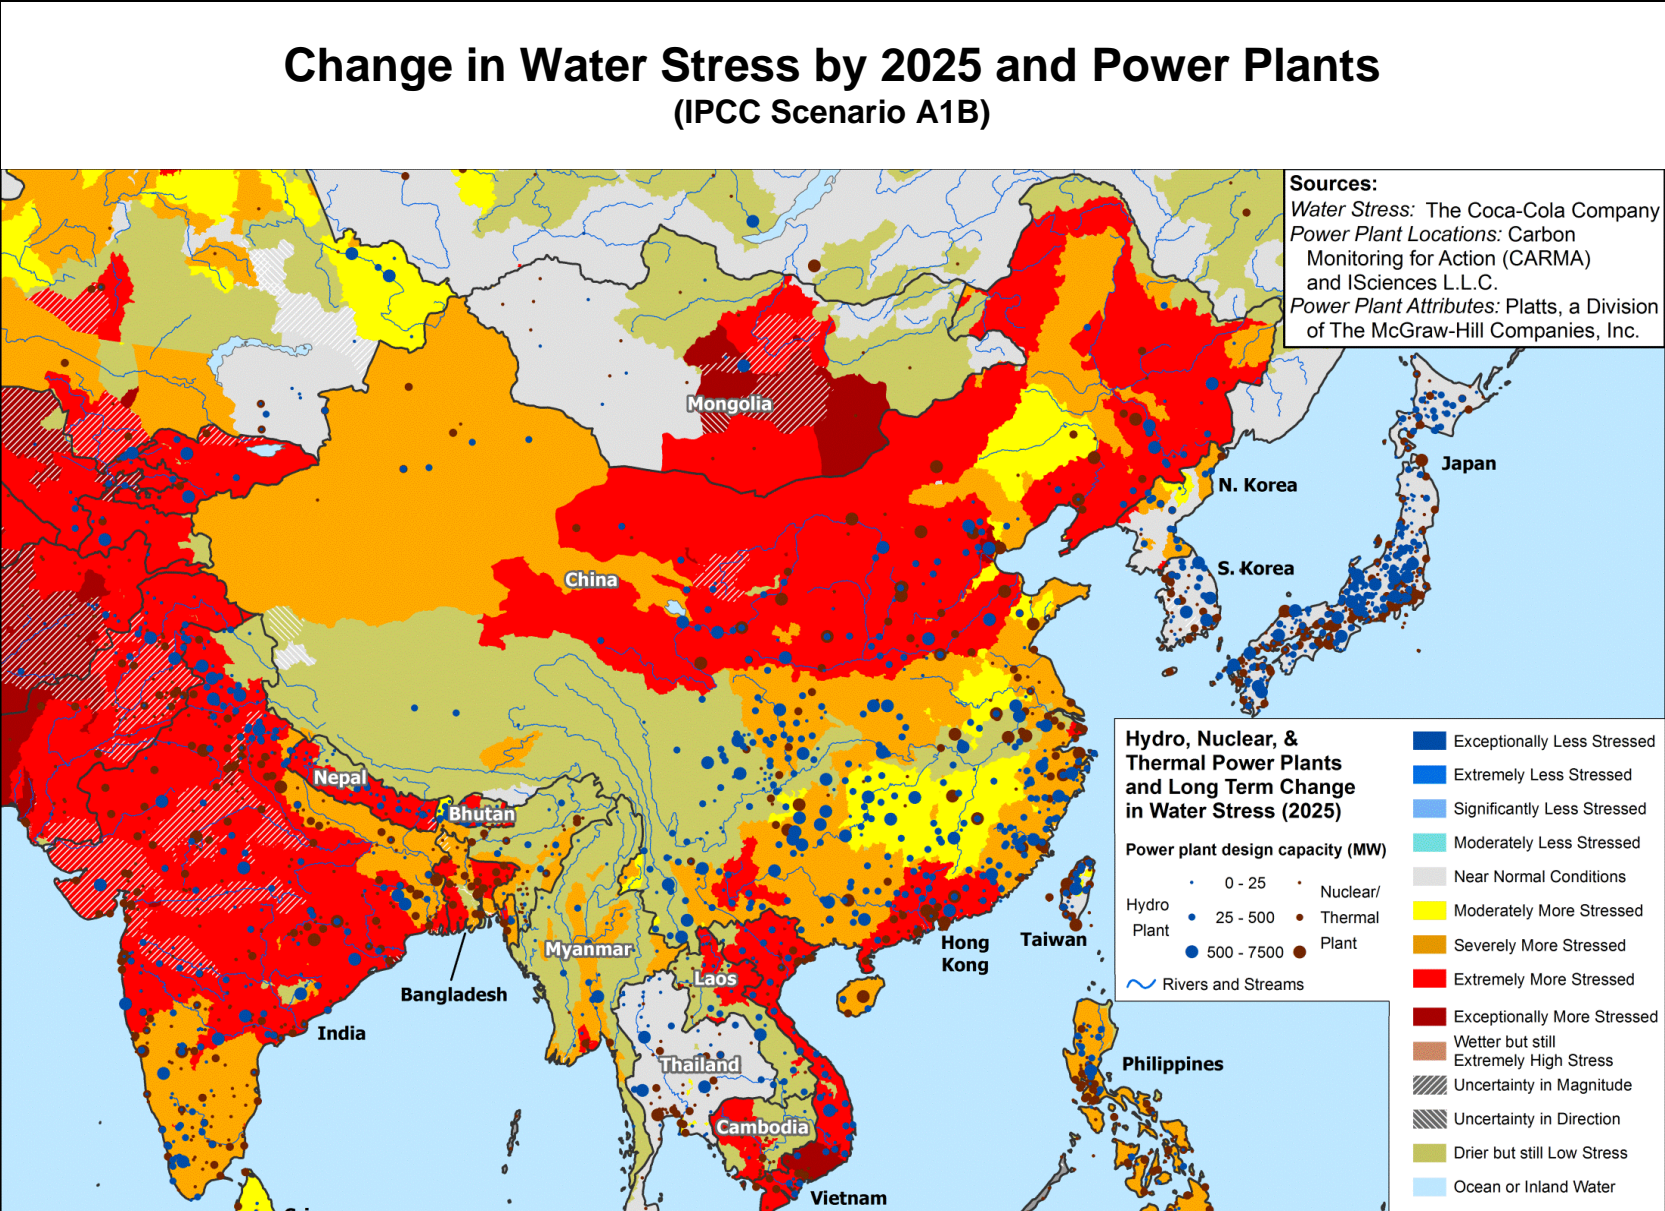 Change in Water Stress by 2025 and Power Plants
(IPCC Scenario A1B)
Sources:
Water Stress: The Coca-Cola Company
Power Plant Locations: Carbon
Monitoring for Action (CARMA)
and ISciences L.L.C.
Power Plant Attributes: Platts, a Division
of The McGraw-Hill Companies, Inc.
Mongolia
Japan
N. Korea
S. Korea
China
Nepal
Bhutan
Myanmar
Laos
Hong
Kong
Taiwan
Bangladesh
India
Thailand
Philippines
Cambodia
Vietnam
Hydro, Nuclear, &
Thermal Power Plants
and Long Term Change
in Water Stress (2025)
Power plant design capacity (MW)
0 - 25
Hydro
Plant
25 - 500
500 - 7500
Nuclear/
Thermal
Plant
Rivers and Streams
Exceptionally Less Stressed
Extremely Less Stressed
Significantly Less Stressed
Moderately Less Stressed
Near Normal Conditions
Moderately More Stressed
Severely More Stressed
Extremely More Stressed
Exceptionally More Stressed
Wetter but still
Extremely High Stress
Uncertainty in Magnitude
Uncertainty in Direction
Drier but still Low Stress
Ocean or Inland Water